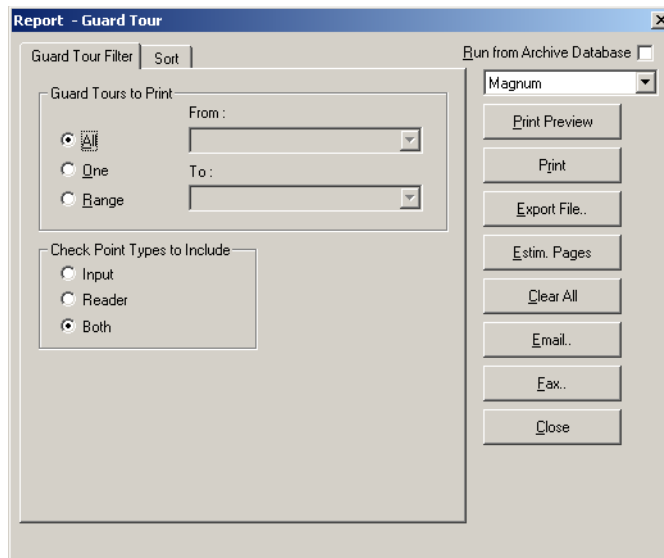 Report - Guard Tour
Guard Tour Filter
Sort
Run from Archive Database
Magnum
Guard Tours to Print
From :
All
One
To :
Range
Check Point Types to Include
Input
Reader
Both
Print Preview
Print
Export File..
Estim. Pages
Clear All
Email..
Fax..
Close